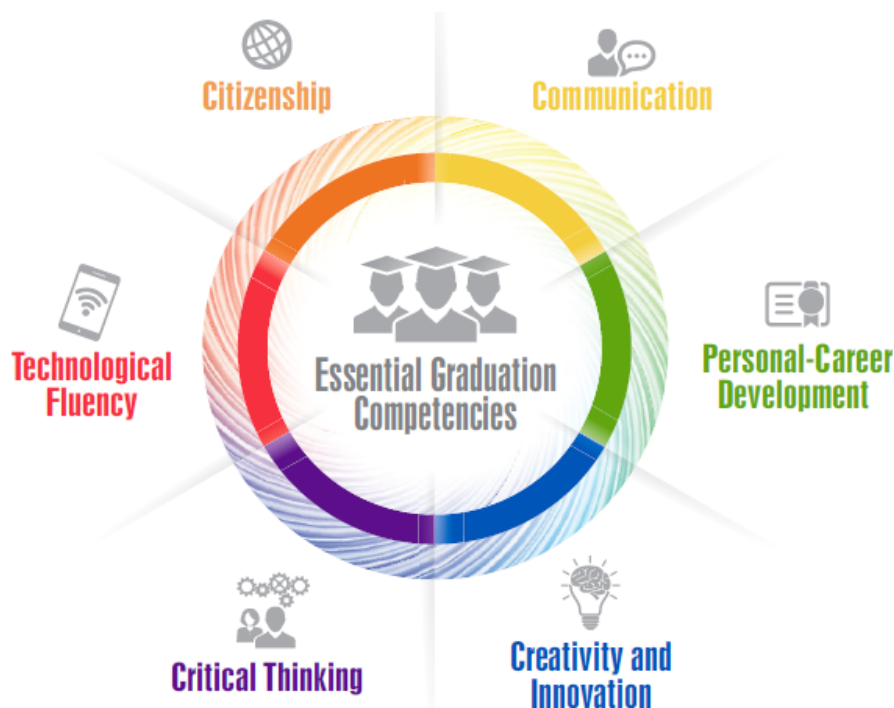 Citizenship
Communication
Technological
Fluency
Essential Graduation
Competencies
Personal-Career
Development
Critical Thinking
Creativity and
Innovation